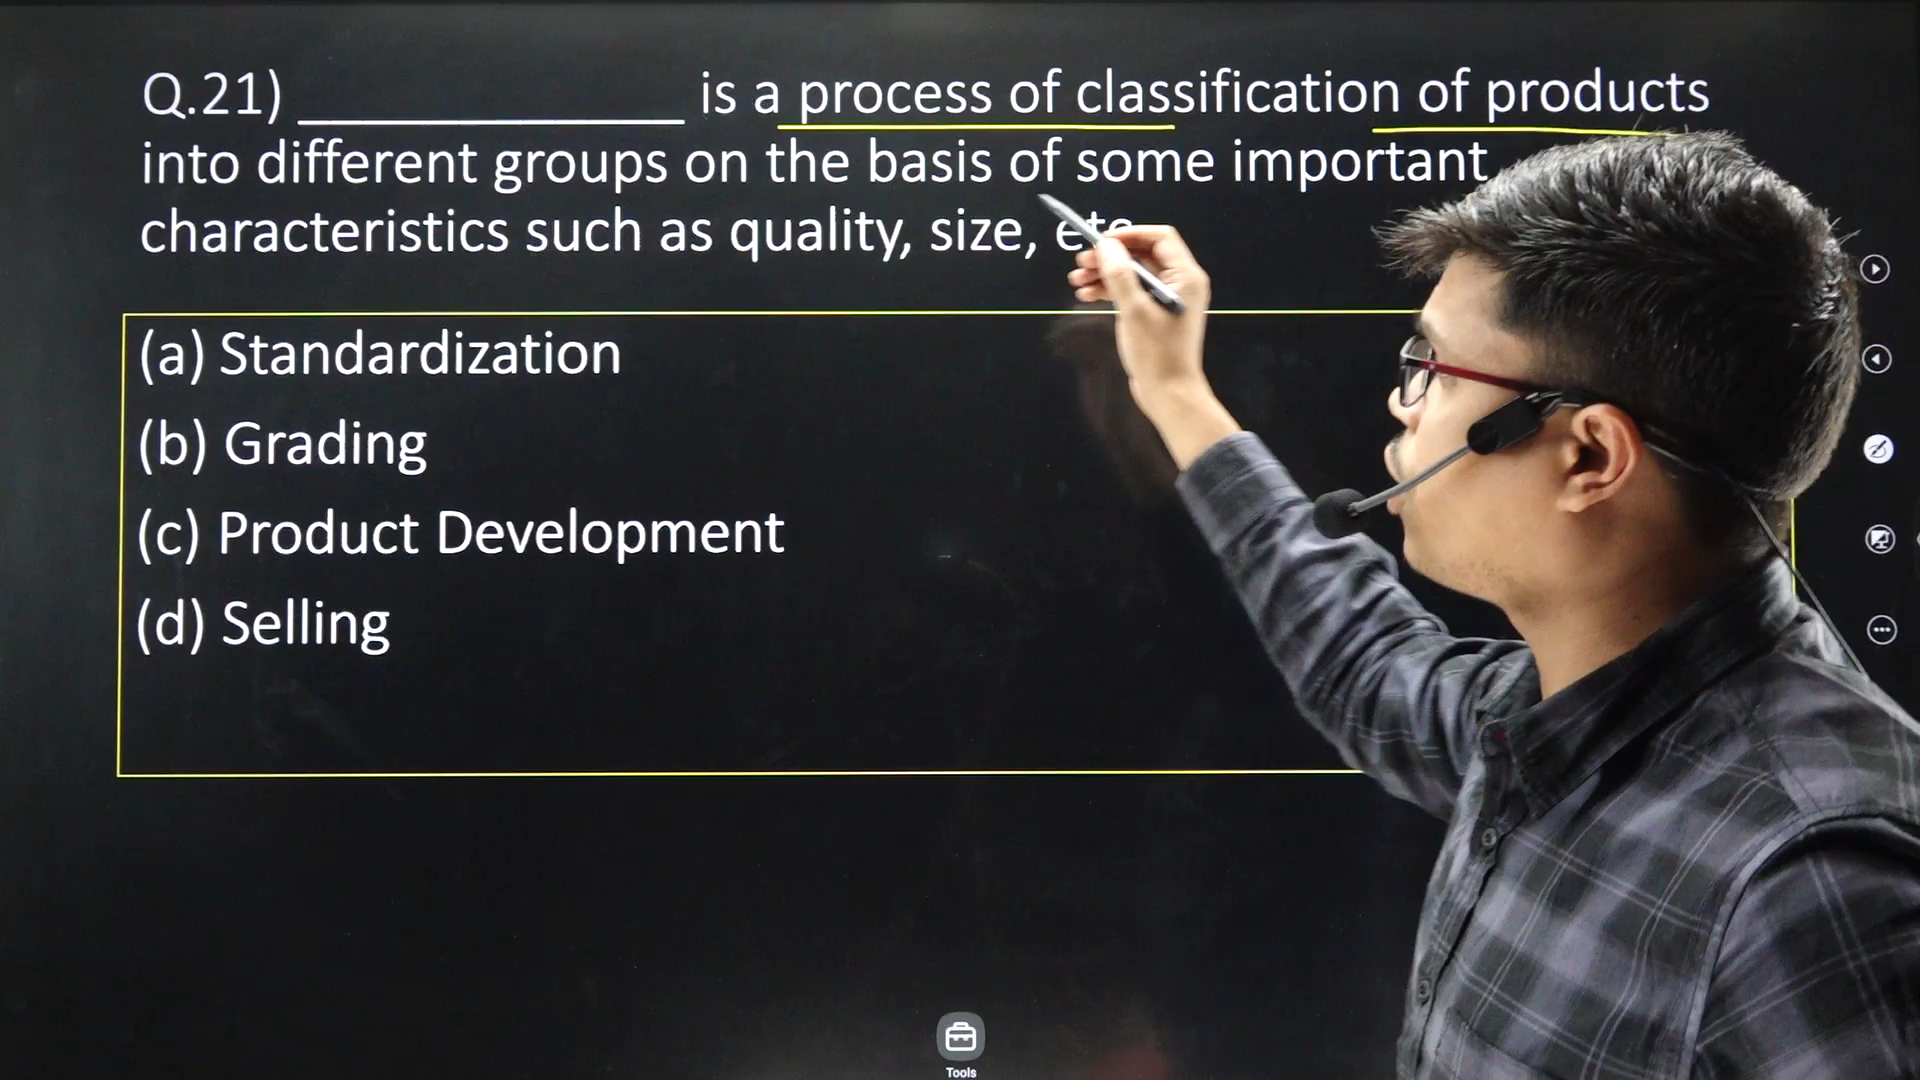 Q.21) ______________ is a process of classification of products
into different groups on the basis of some important
characteristics such as quality, size, etc
(a) Standardization
(b) Grading
(c) Product Development
(d) Selling
Tools